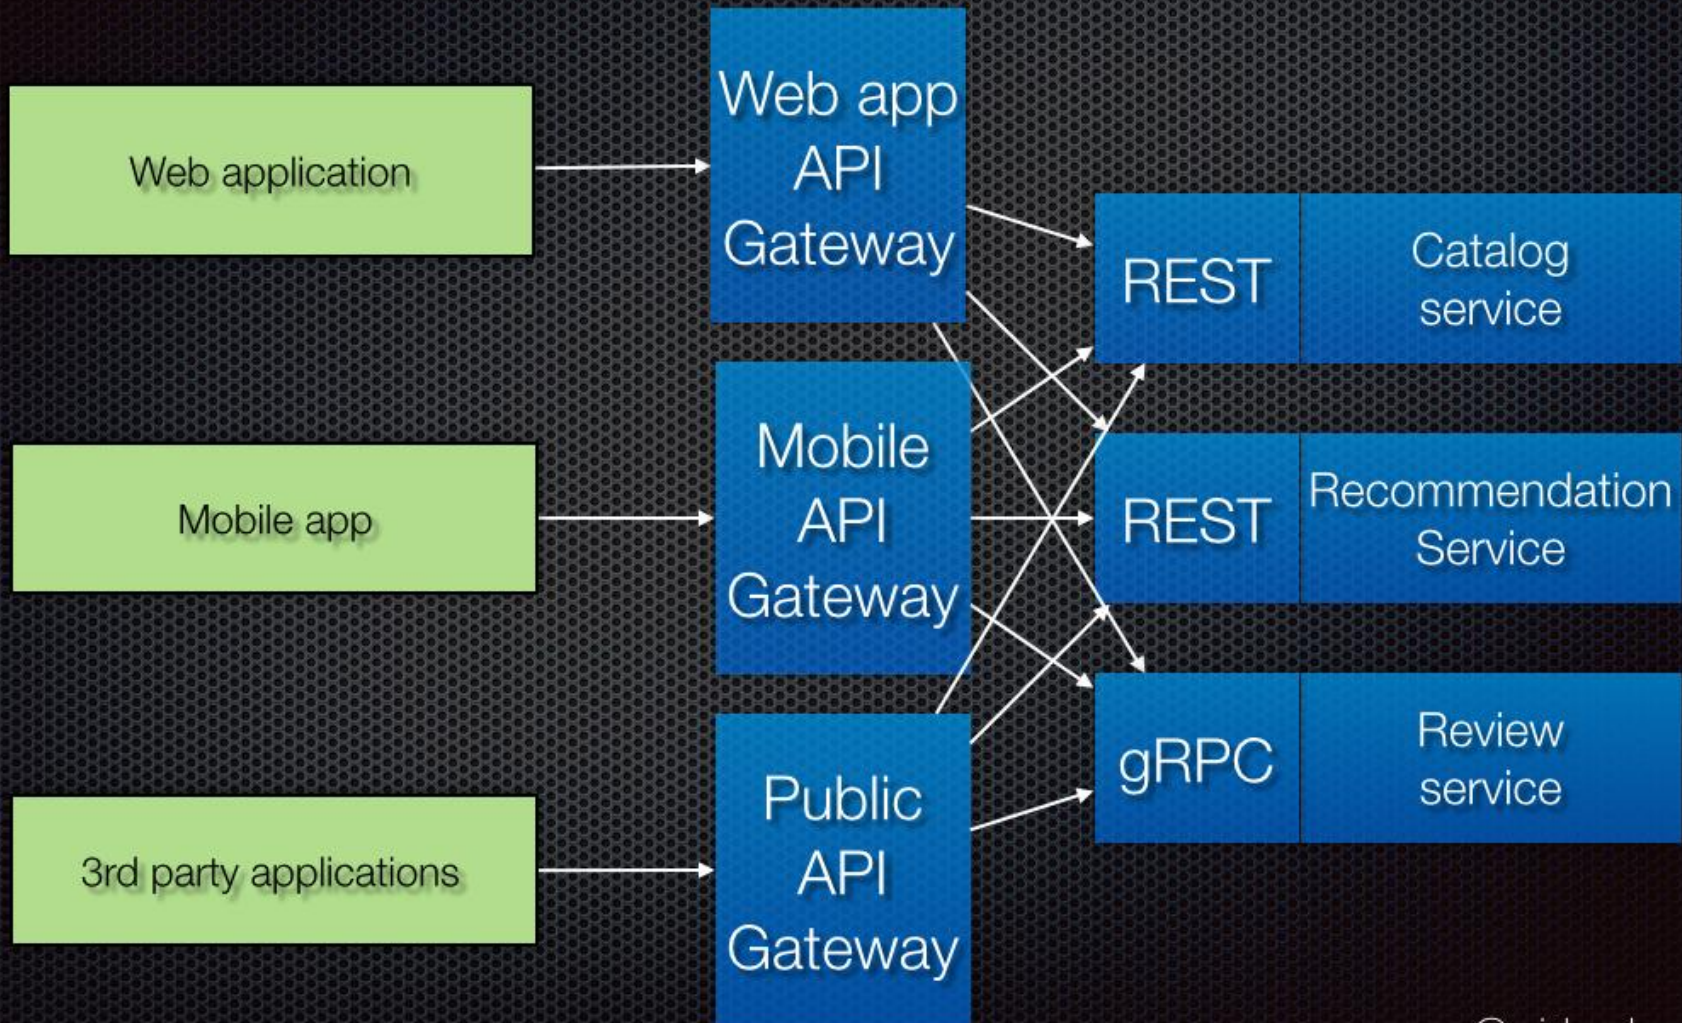 Web application
Web app
API
Gateway
REST
Catalog
service
Mobile app
Mobile
API
Gateway
REST
Recommendation
Service
3rd party applications
Public
API
Gateway
gRPC
Review
service